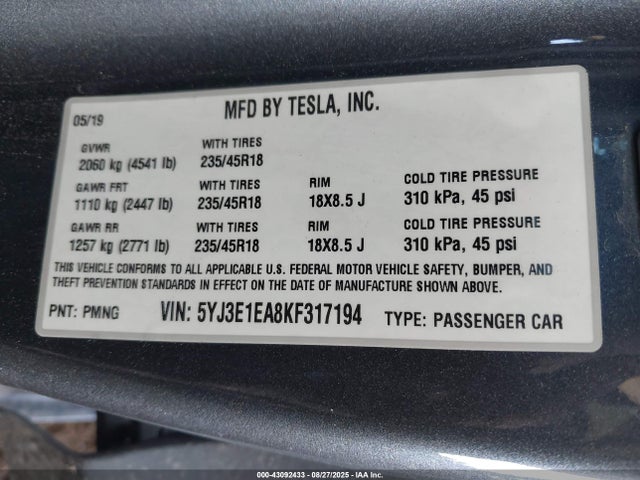 MFD BY TESLA, INC.
05/19
GVWR WITH TIRES
2060 kg (4541 lb) 235/45R18
GAWR FRT WITH TIRES RIM COLD TIRE PRESSURE
1110 kg (2447 lb) 235/45R18 18X8.5 J 310 kPa, 45 psi
GAWR RR WITH TIRES RIM COLD TIRE PRESSURE
1257 kg (2771 lb) 235/45R18 18X8.5 J 310 kPa, 45 psi
THIS VEHICLE CONFORMS TO ALL APPLICABLE U.S. FEDERAL MOTOR VEHICLE SAFETY, BUMPER, AND
THEFT PREVENTION STANDARDS IN EFFECT ON THE DATE OF MANUFACTURE SHOWN ABOVE.
PNT: PMNG VIN: 5YJ3E1EA8KF317194 TYPE: PASSENGER CAR
000-43092433 - 08/27/2025 - IAA Inc.